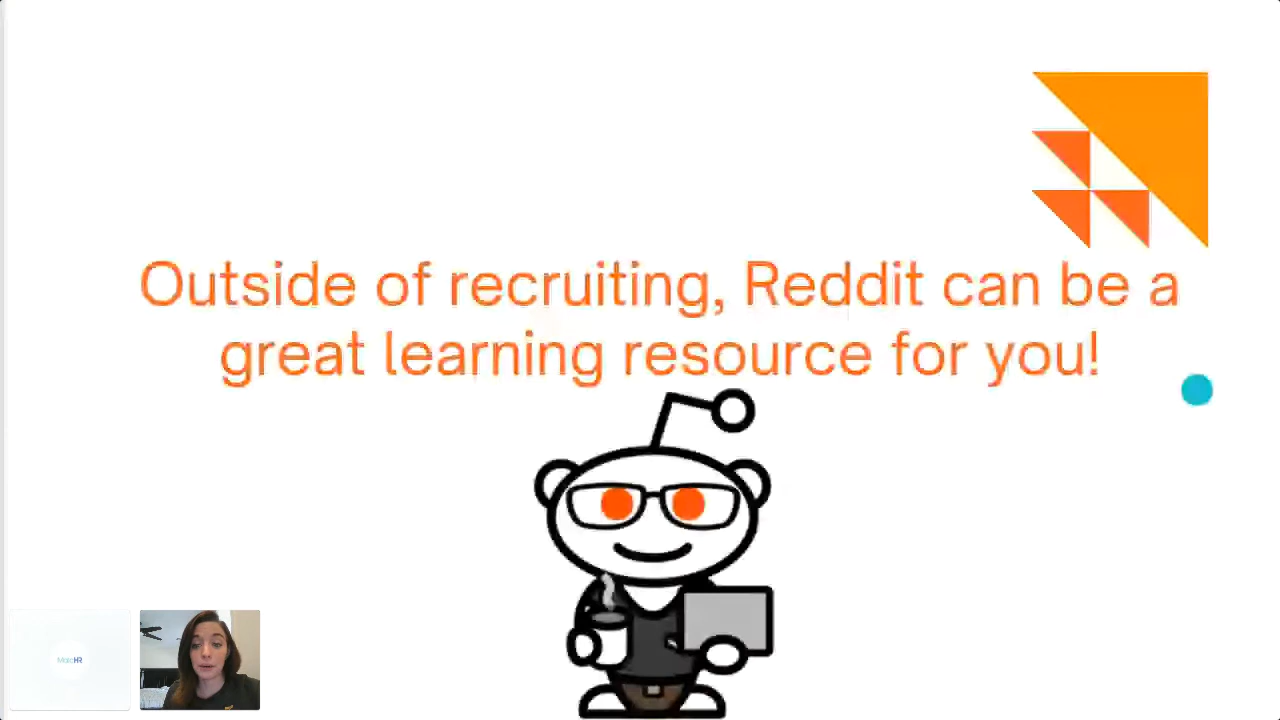 Outside of recruiting, Reddit can be a
great learning resource for you!